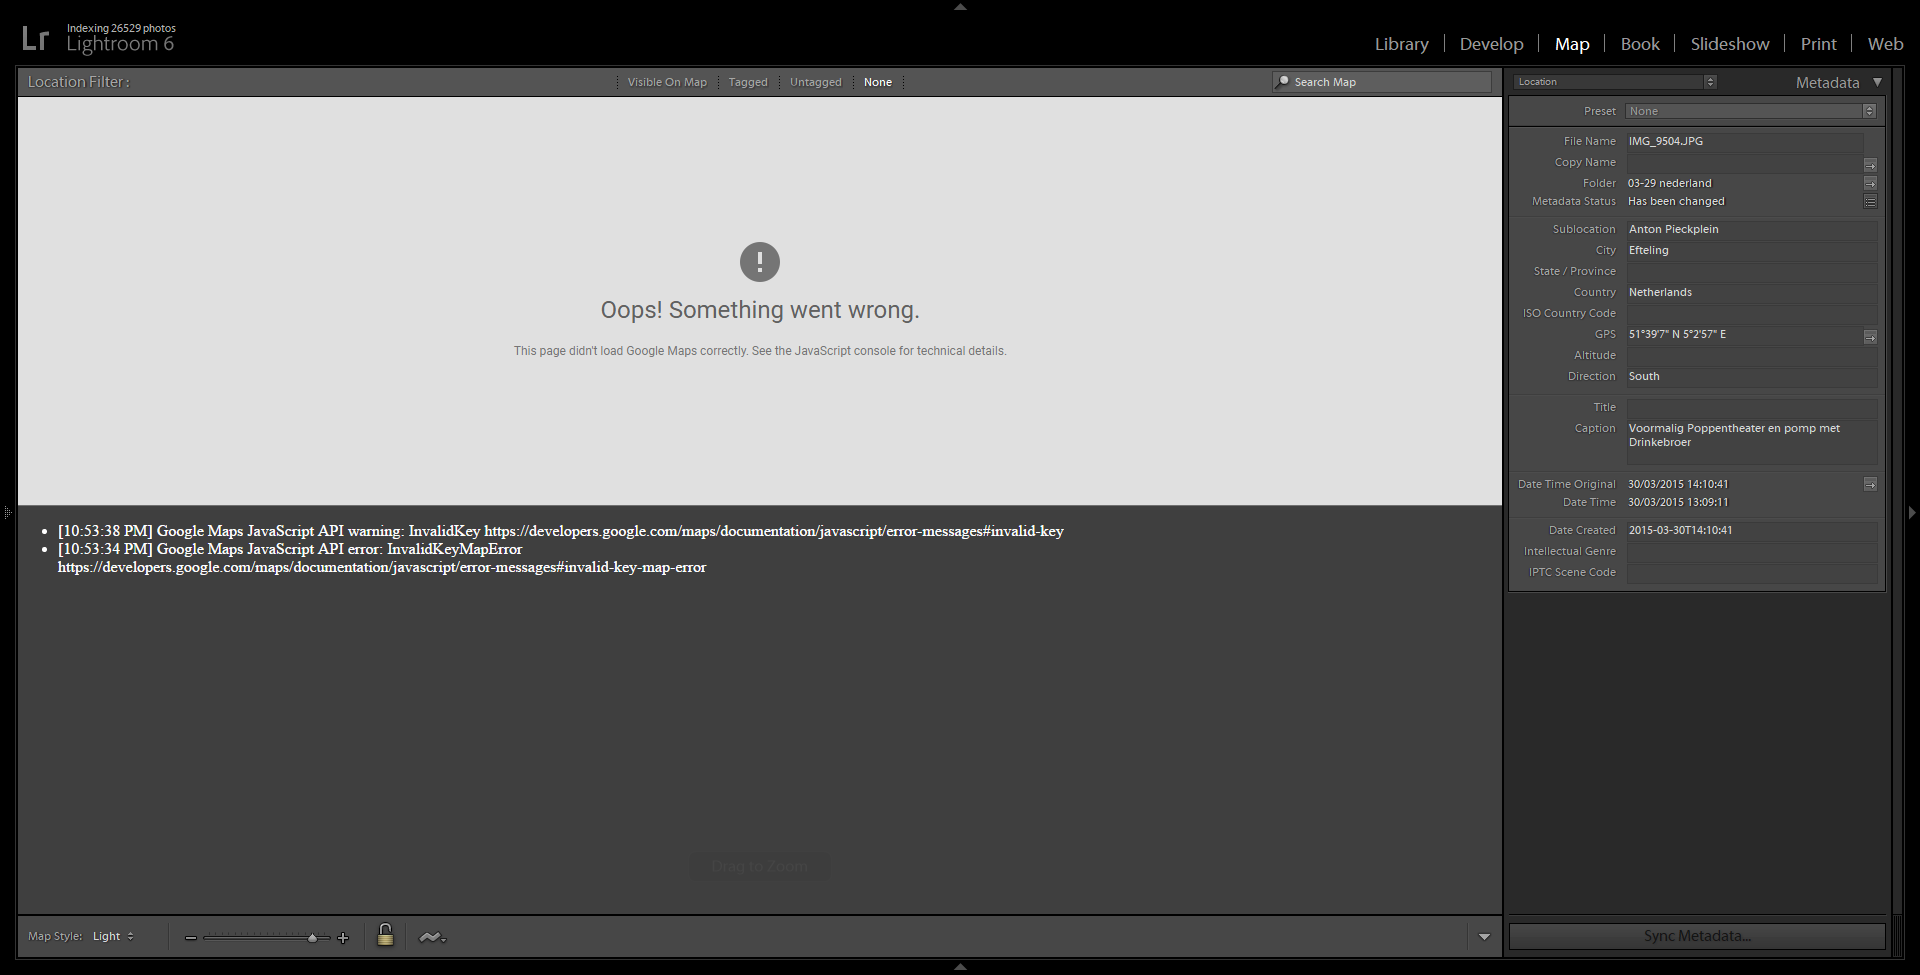 Lr
Indexing 26529 photos
Lightroom 6
Library Develop Map Book Slideshow Print Web
Location Filter :
Visible On Map Tagged Untagged None
Search Map
Location
Metadata
Preset None
File Name IMG_9504.JPG
Copy Name
Folder 03-29 nederland
Metadata Status Has been changed
Sublocation Anton Pieckplein
City Efteling
State / Province
Country Netherlands
ISO Country Code
GPS 51°39'7" N 5°2'57" E
Altitude
Direction South
Title
Caption Voormalig Poppentheater en pomp met
Drinkebroer
Date Time Original 30/03/2015 14:10:41
Date Time 30/03/2015 13:09:11
Date Created 2015-03-30T14:10:41
Intellectual Genre
IPTC Scene Code
Sync Metadata...
Oops! Something went wrong.
This page didn't load Google Maps correctly. See the JavaScript console for technical details.
[10:53:38 PM] Google Maps JavaScript API warning: InvalidKey https://developers.google.com/maps/documentation/javascript/error-messages#invalid-key
[10:53:34 PM] Google Maps JavaScript API error: InvalidKeyMapError
https://developers.google.com/maps/documentation/javascript/error-messages#invalid-key-map-error
Drag to Zoom
Map Style: Light